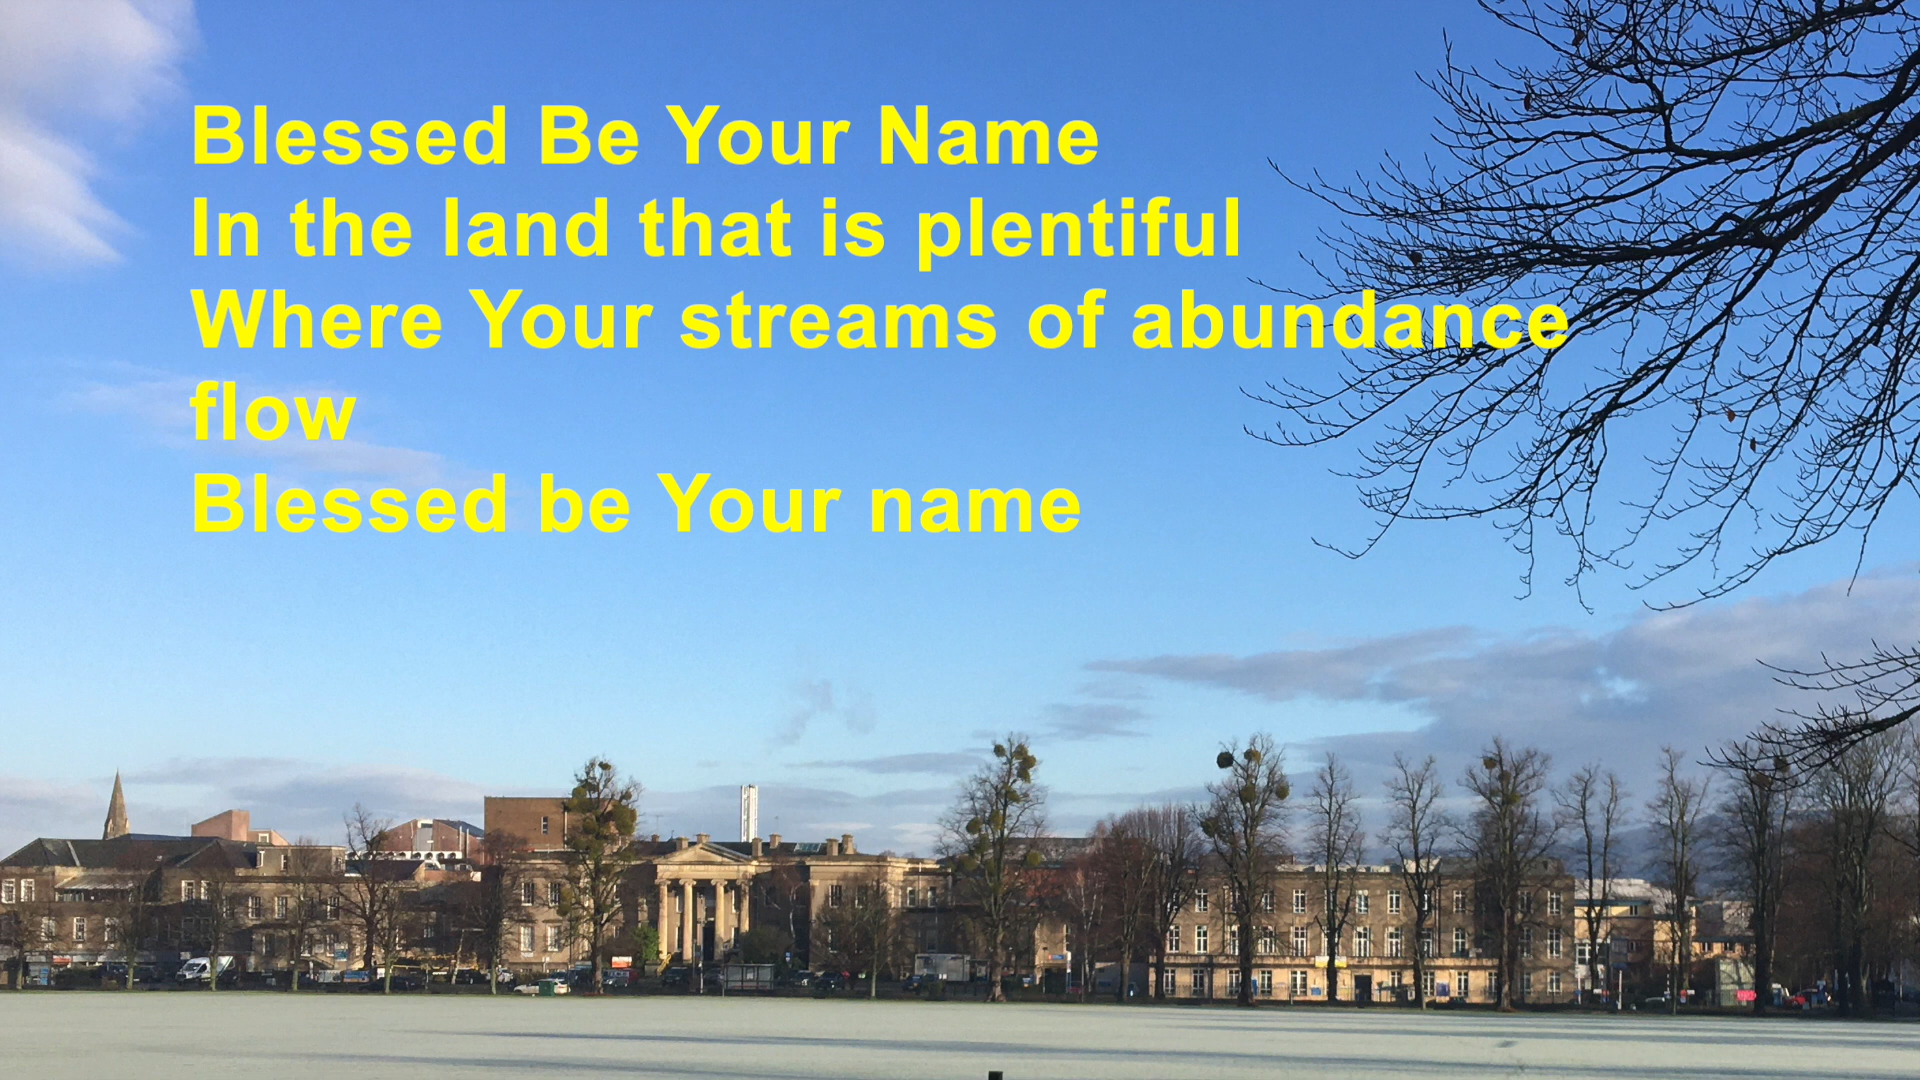 Blessed Be Your Name
In the land that is plentiful
Where Your streams of abundance
flow
Blessed be Your name